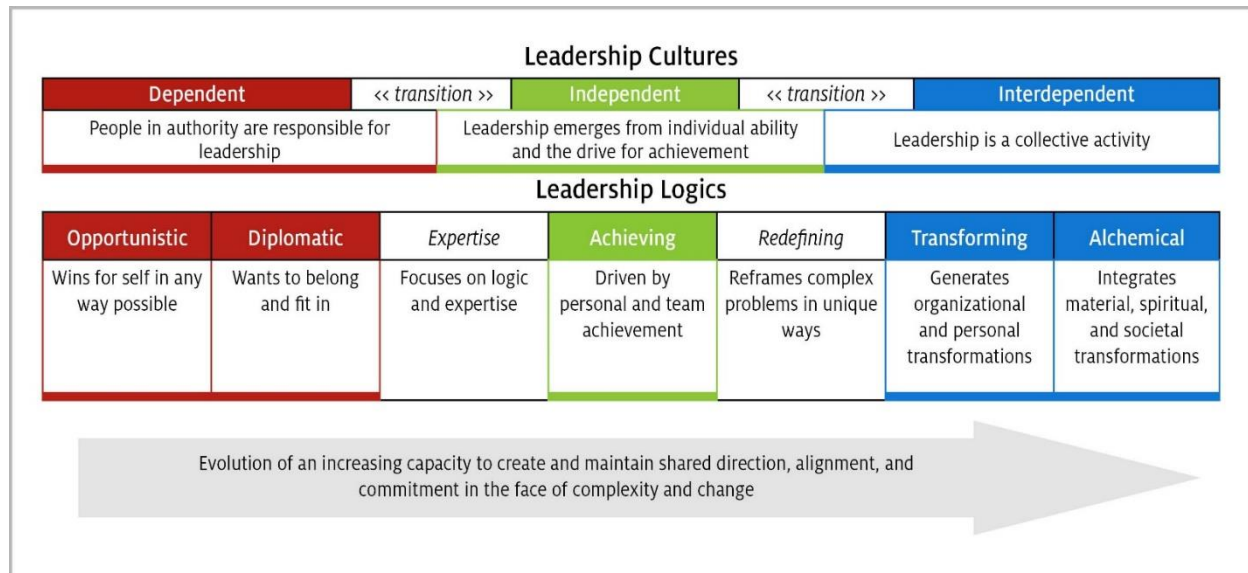 Leadership Cultures
Dependent
<< transition >>
Independent
<< transition >>
Interdependent
People in authority are responsible for
leadership
Leadership emerges from individual ability
and the drive for achievement
Leadership is a collective activity
Leadership Logics
Opportunistic
Diplomatic
Expertise
Achieving
Redefining
Transforming
Alchemical
Wins for self in any
way possible
Wants to belong
and fit in
Focuses on logic
and expertise
Driven by
personal and team
achievement
Reframes complex
problems in unique
ways
Generates
organizational
and personal
transformations
Integrates
material, spiritual,
and societal
transformations
Evolution of an increasing capacity to create and maintain shared direction, alignment, and
commitment in the face of complexity and change